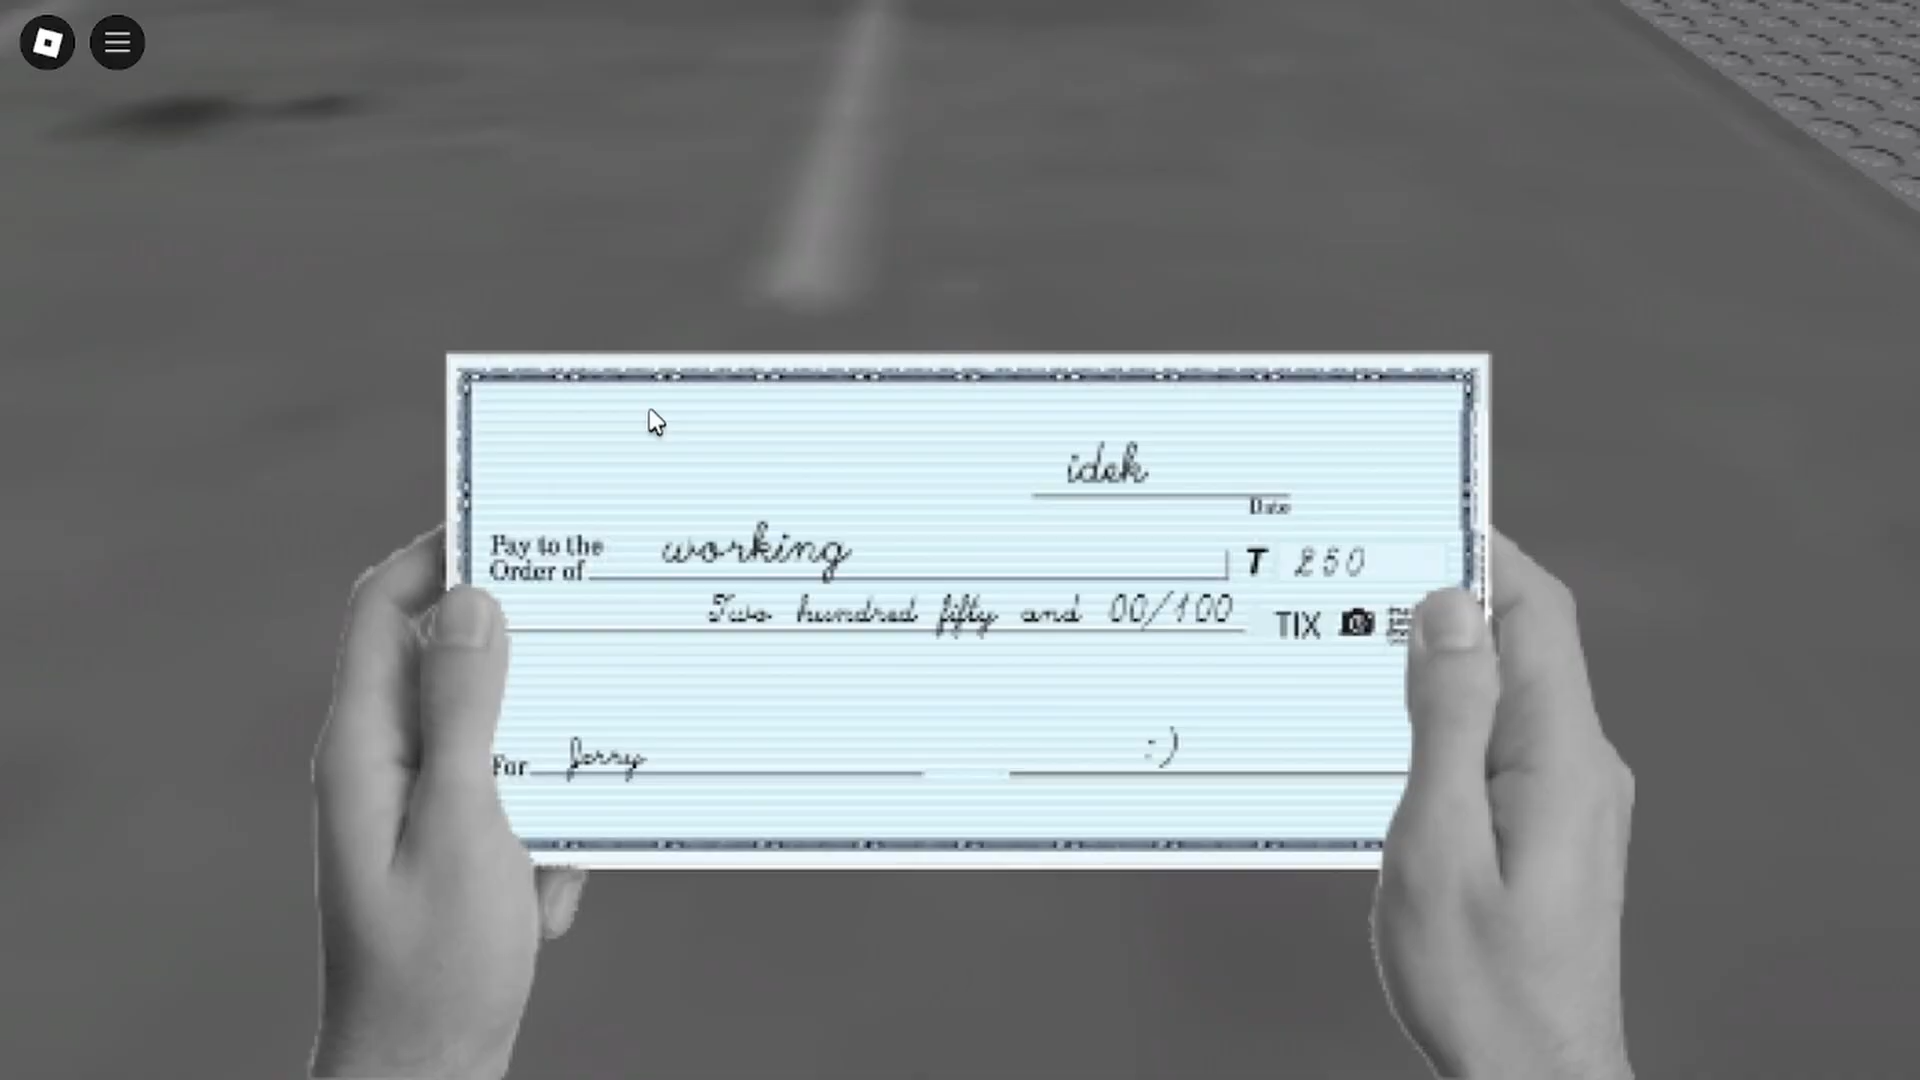 idek
Date
Pay to the
Order of working T 250
Two hundred fifty and 00/100 TIX
For Jerry :)